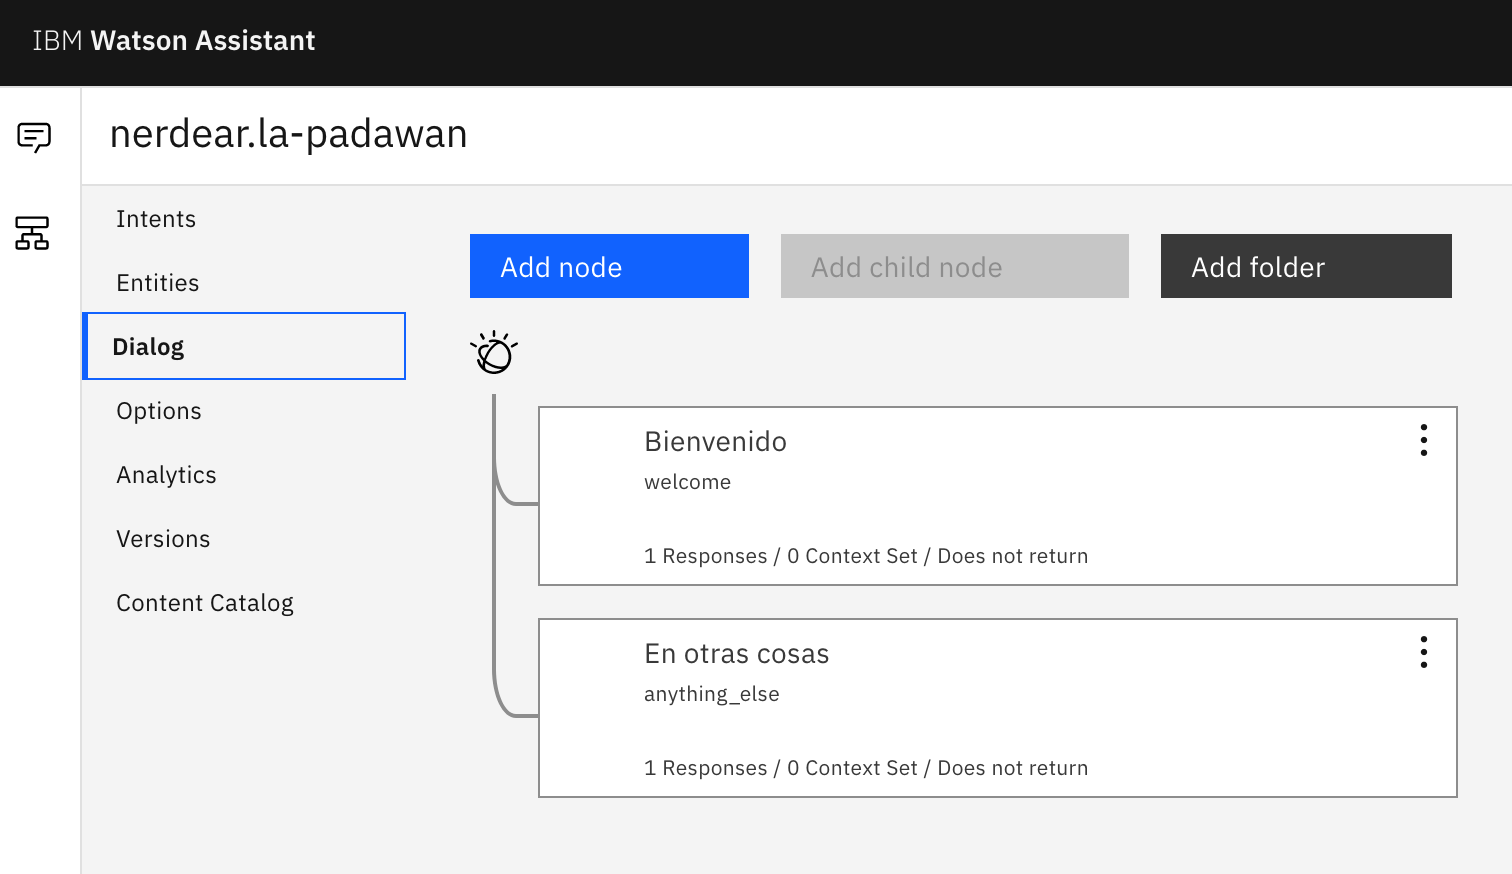 IBM Watson Assistant
nerdear.la-padawan
Intents
Entities
Dialog
Options
Analytics
Versions
Content Catalog
Add node
Add child node
Add folder
Bienvenido
welcome
1 Responses / 0 Context Set / Does not return
En otras cosas
anything_else
1 Responses / 0 Context Set / Does not return